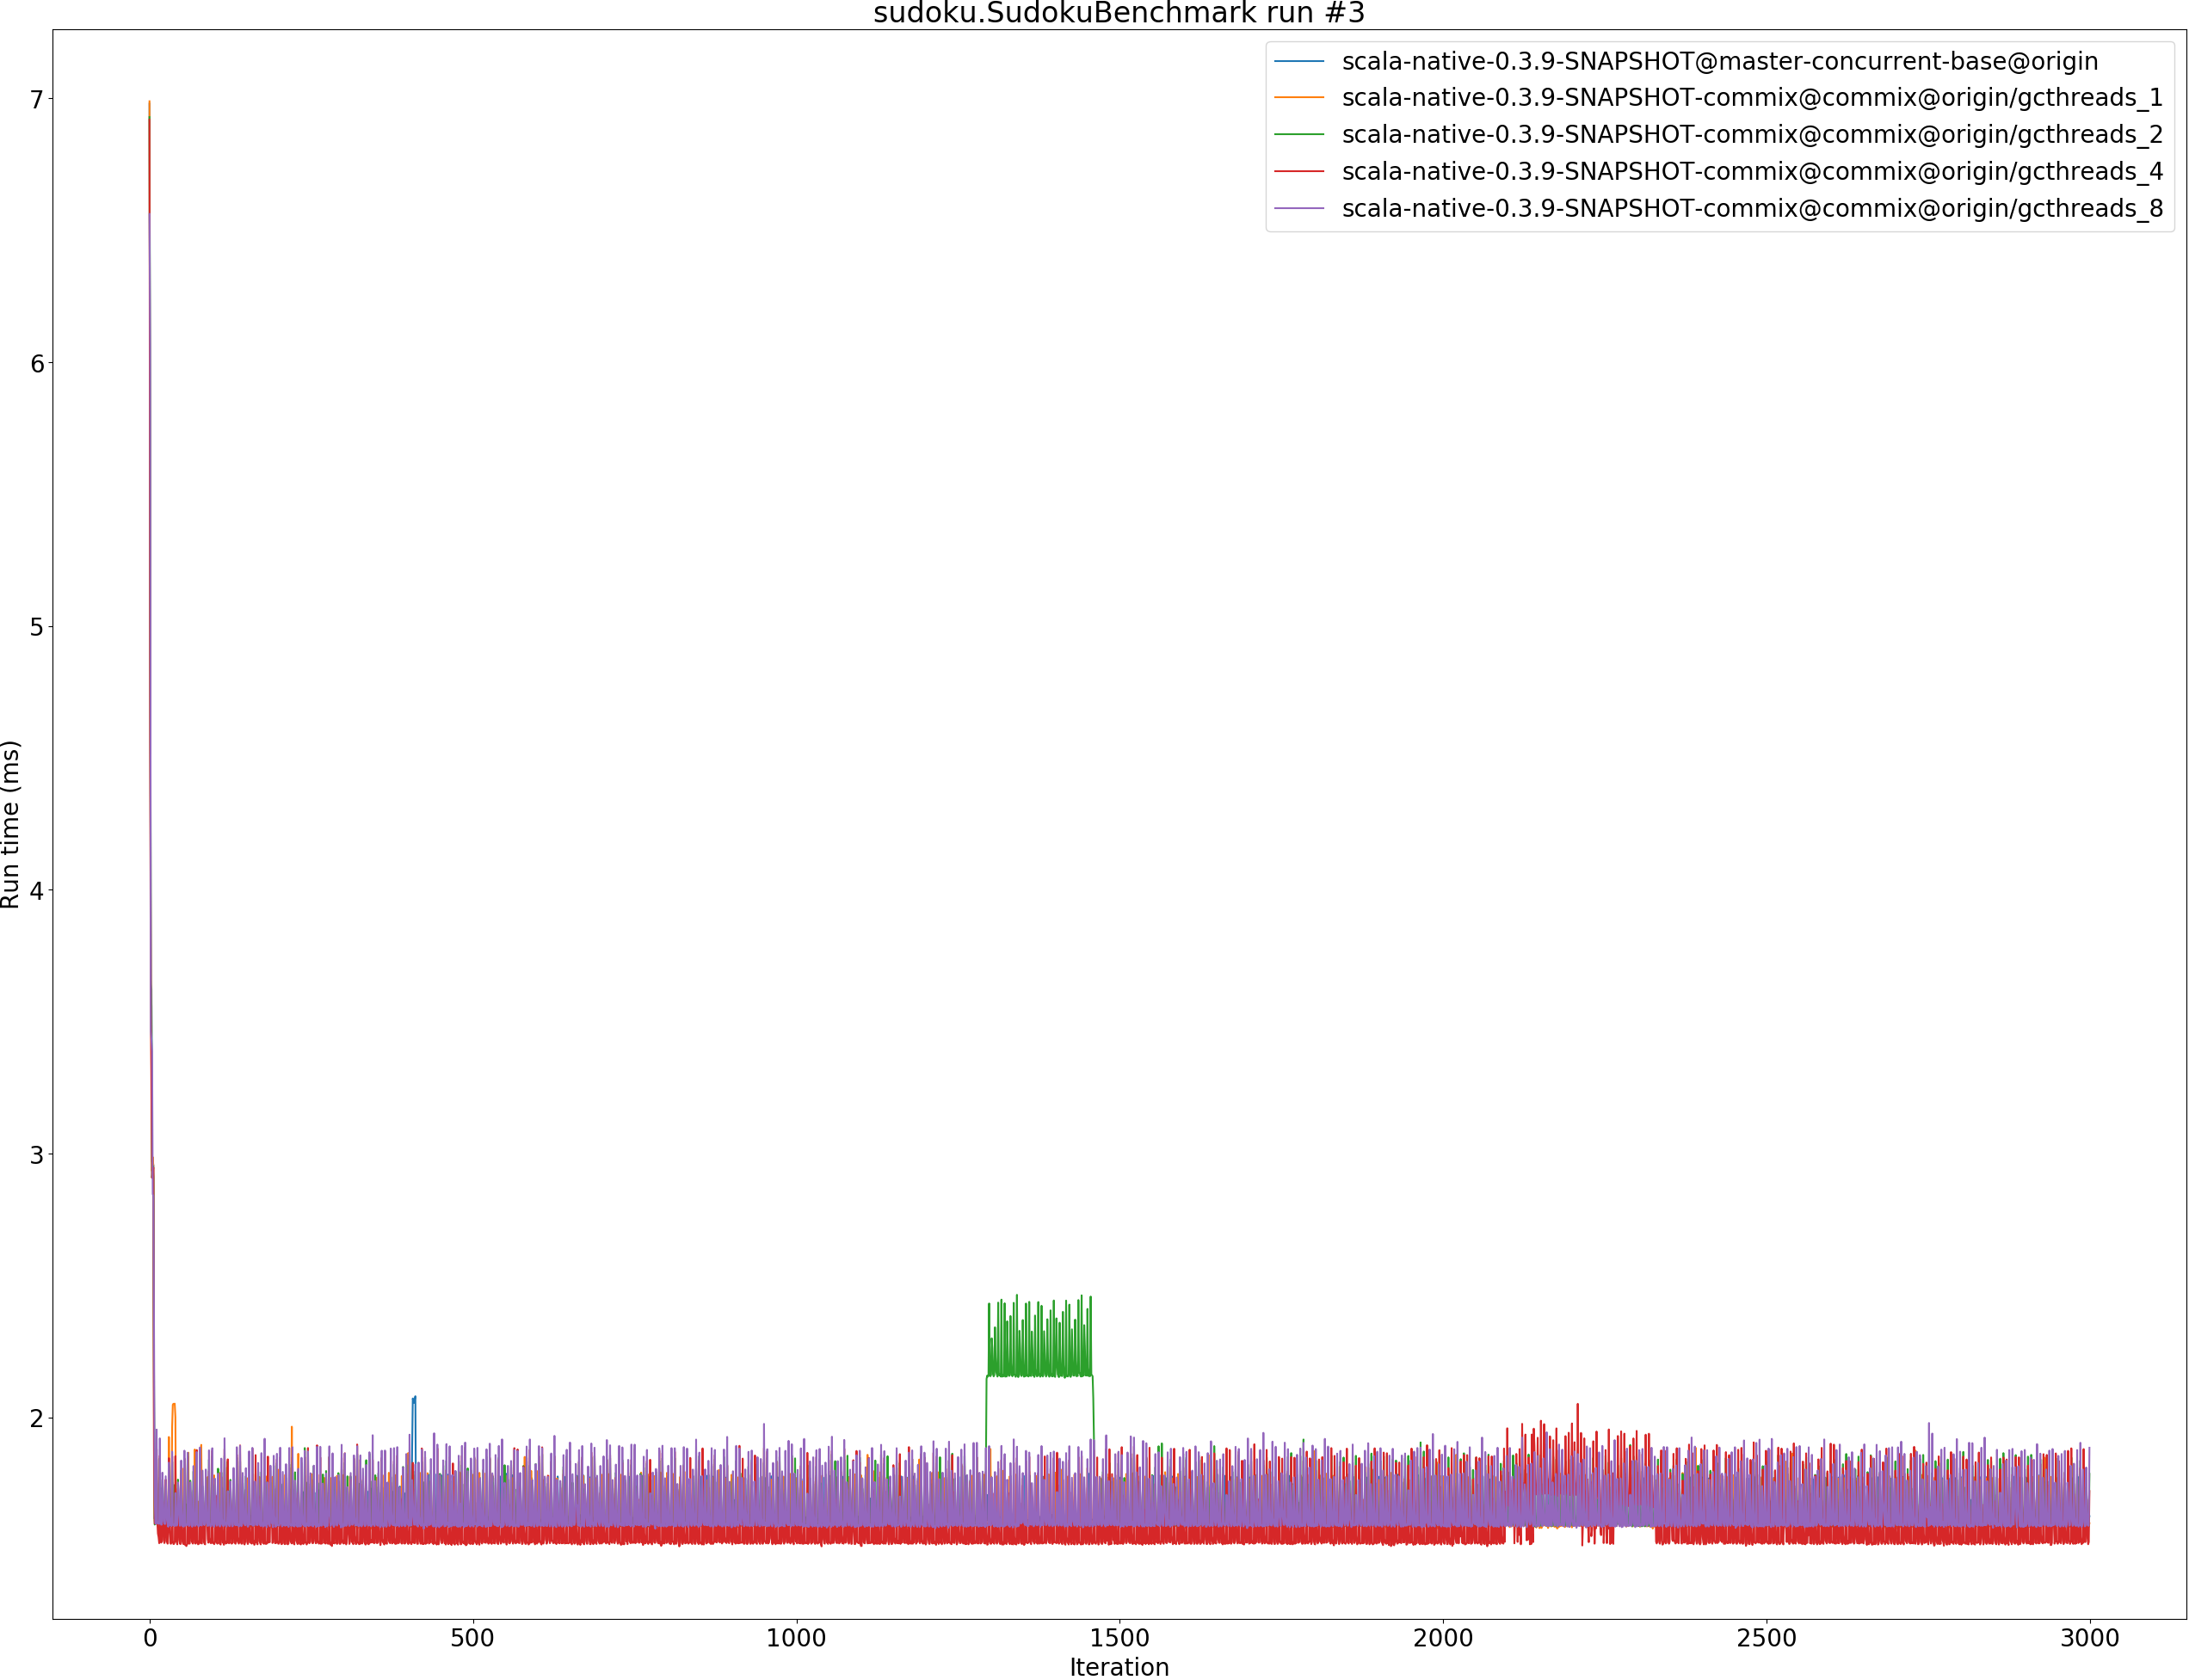 sudoku.SudokuBenchmark run #3
scala-native-0.3.9-SNAPSHOT@master-concurrent-base@origin
scala-native-0.3.9-SNAPSHOT-commix@commix@origin/gcthreads_1
scala-native-0.3.9-SNAPSHOT-commix@commix@origin/gcthreads_2
scala-native-0.3.9-SNAPSHOT-commix@commix@origin/gcthreads_4
scala-native-0.3.9-SNAPSHOT-commix@commix@origin/gcthreads_8
7
6
5
4
3
2
Run time (ms)
0 500 1000 1500 2000 2500 3000
Iteration